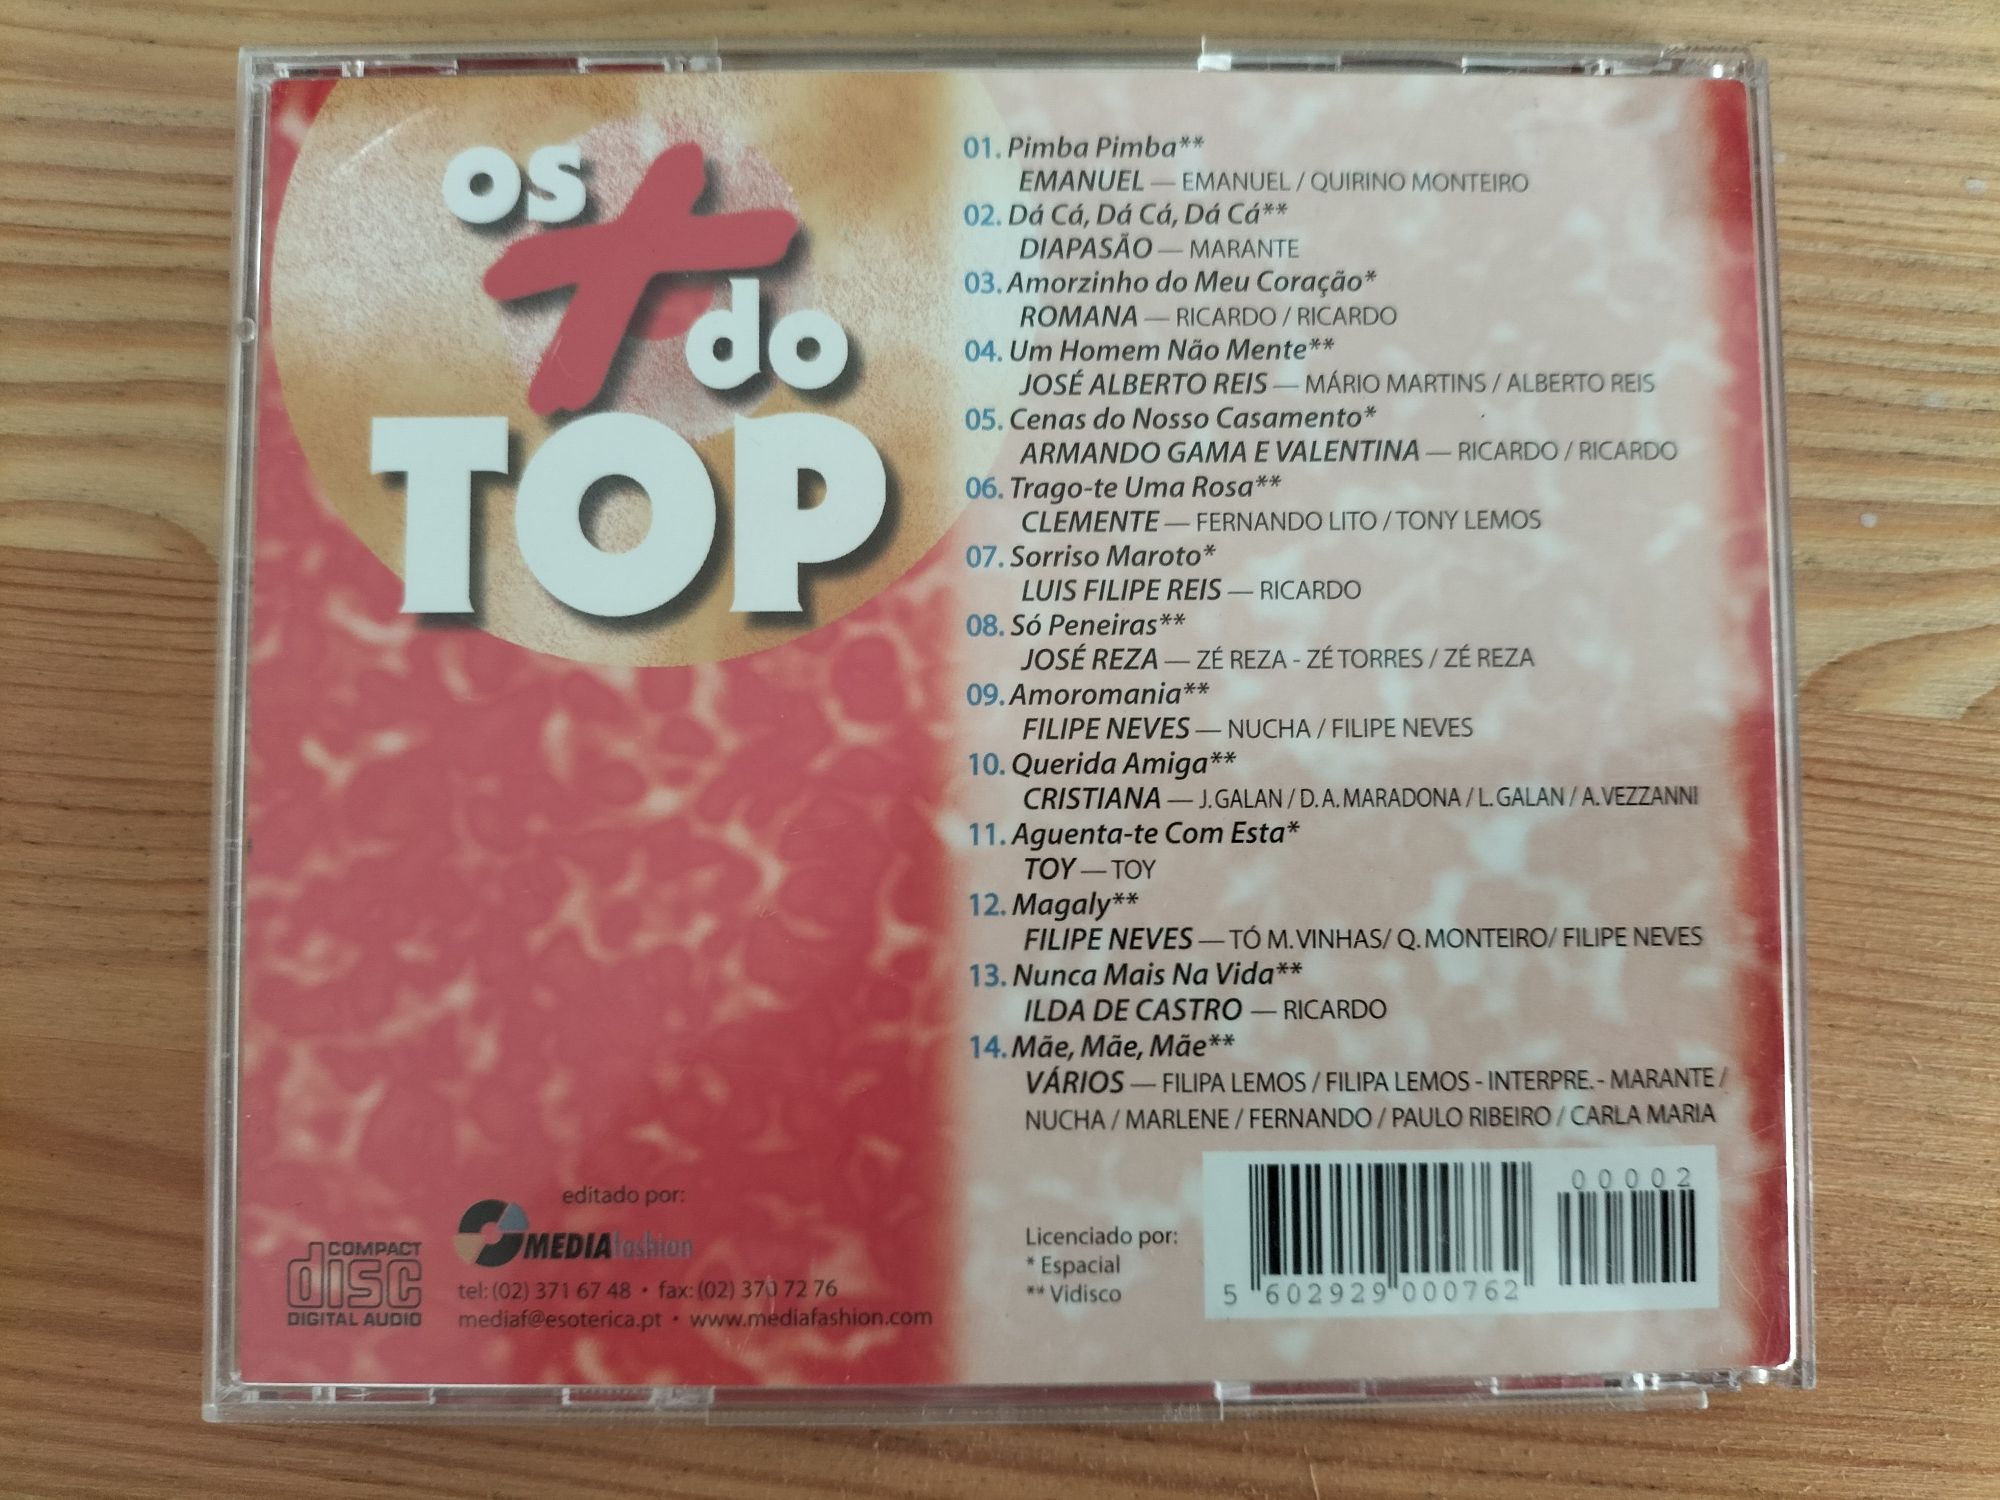 os + do
TOP
01. Pimba Pimba**
EMANUEL — EMANUEL / QUIRINO MONTEIRO
02. Dá Cá, Dá Cá, Dá Cá**
DIAPASÃO — MARANTE
03. Amorzinho do Meu Coração*
ROMANA — RICARDO / RICARDO
04. Um Homem Não Mente**
JOSÉ ALBERTO REIS — MÁRIO MARTINS / ALBERTO REIS
05. Cenas do Nosso Casamento*
ARMANDO GAMA E VALENTINA — RICARDO / RICARDO
06. Trago-te Uma Rosa**
CLEMENTE — FERNANDO LITO / TONY LEMOS
07. Sorriso Maroto*
LUIS FILIPE REIS — RICARDO
08. Só Peneiras**
JOSÉ REZA — ZÉ REZA - ZÉ TORRES / ZÉ REZA
09. Amoromania**
FILIPE NEVES — NUCHA / FILIPE NEVES
10. Querida Amiga**
CRISTIANA — J. GALAN / D. A. MARADONA / L. GALAN / A. VEZZANNI
11. Aguenta-te Com Esta*
TOY — TOY
12. Magaly**
FILIPE NEVES — TÓ M. VINHAS/ Q. MONTEIRO/ FILIPE NEVES
13. Nunca Mais Na Vida**
ILDA DE CASTRO — RICARDO
14. Mãe, Mãe, Mãe**
VÁRIOS — FILIPA LEMOS / FILIPA LEMOS - INTERPRE. - MARANTE /
NUCHA / MARLENE / FERNANDO / PAULO RIBEIRO / CARLA MARIA
editado por:
MEDIAfashion
tel: (02) 371 67 48 • fax: (02) 370 72 76
mediaf@esoterica.pt • www.mediafashion.com
COMPACT
disc
DIGITAL AUDIO
Licenciado por:
* Espacial
** Vidisco
00002
5 602929 000762